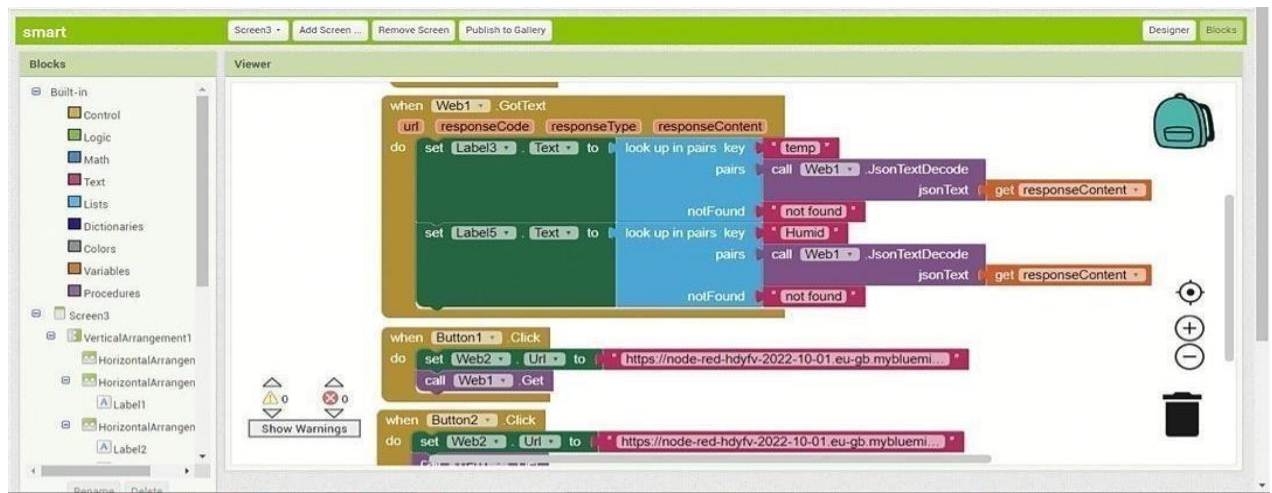 smart Screen3 Add Screen ... Remove Screen Publish to Gallery Designer Blocks
Blocks
Built-in
Control
Logic
Math
Text
Lists
Dictionaries
Colors
Variables
Procedures
Screen3
VerticalArrangement1
HorizontalArrangen
HorizontalArrangen
Label1
HorizontalArrangen
Label2
Rename Delete
Viewer
when Web1 .GotText
url responseCode responseType responseContent
do set Label3 . Text to look up in pairs key " temp "
pairs call Web1 .JsonTextDecode
jsonText get responseContent
notFound " not found "
set Label5 . Text to look up in pairs key " Humid "
pairs call Web1 .JsonTextDecode
jsonText get responseContent
notFound " not found "
when Button1 .Click
do set Web2 . Url to " https://node-red-hdyfv-2022-10-01.eu-gb.mybluemi... "
call Web1 .Get
when Button2 .Click
do set Web2 . Url to " https://node-red-hdyfv-2022-10-01.eu-gb.mybluemi... "
0 0
Show Warnings